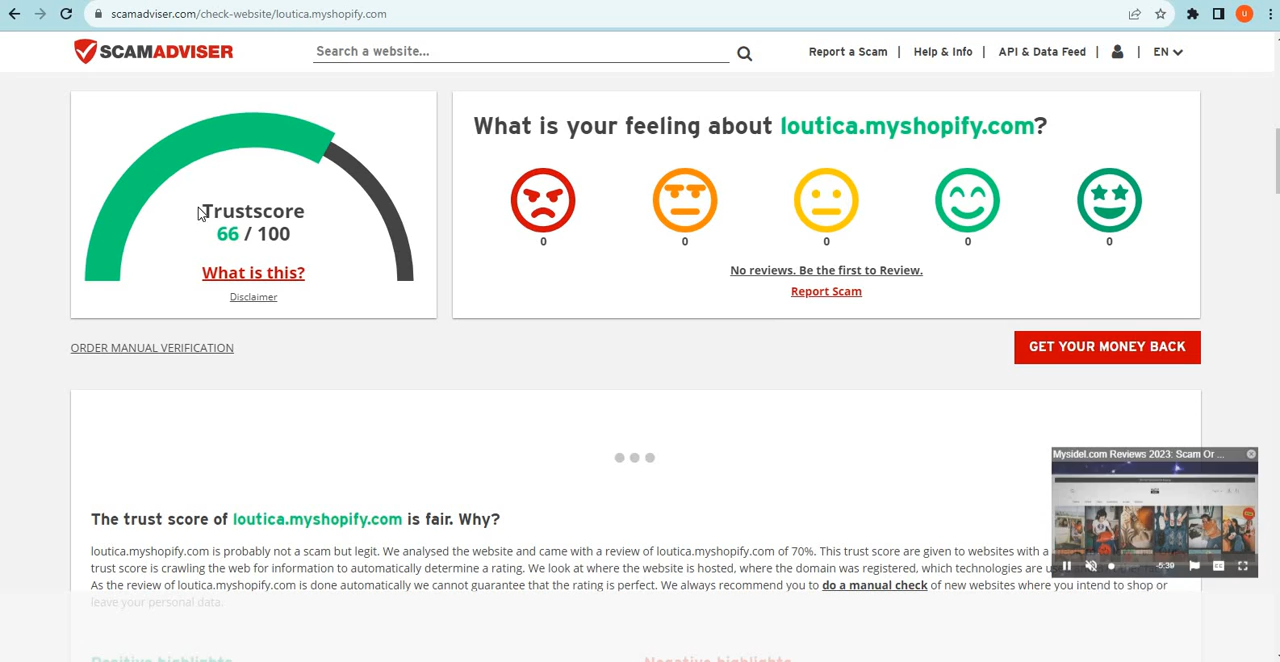 scamadviser.com/check-website/loutica.myshopify.com
U
SCAMADVISER
Search a website...
Report a Scam | Help & Info | API & Data Feed | | EN
Trustscore
66 / 100
What is this?
Disclaimer
What is your feeling about loutica.myshopify.com?
0 0 0 0 0
No reviews. Be the first to Review.
Report Scam
ORDER MANUAL VERIFICATION
GET YOUR MONEY BACK
Mysidel.com Reviews 2023: Scam Or ...
-5:39
The trust score of loutica.myshopify.com is fair. Why?
loutica.myshopify.com is probably not a scam but legit. We analysed the website and came with a review of loutica.myshopify.com of 70%. This trust score are given to websites with a
trust score is crawling the web for information to automatically determine a rating. We look at where the website is hosted, where the domain was registered, which technologies are
As the review of loutica.myshopify.com is done automatically we cannot guarantee that the rating is perfect. We always recommend you to do a manual check of new websites where you intend to shop or
leave your personal data.
Positive highlights
Negative highlights